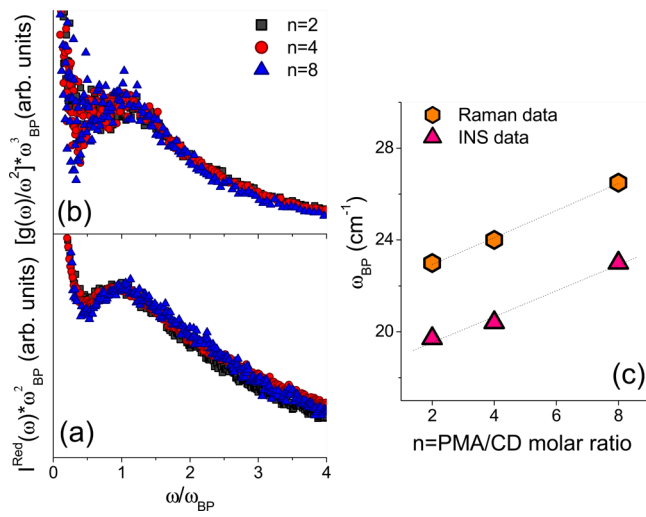 n=2
n=4
n=8
[g(ω)/ω²]*ω³BP(arb. units)
(b)
I^Red(ω)*ω²BP (arb. units)
(a)
0 1 2 3 4
ω/ωBP
Raman data
INS data
28
24
20
ωBP (cm⁻¹)
(c)
2 4 6 8
n=PMA/CD molar ratio